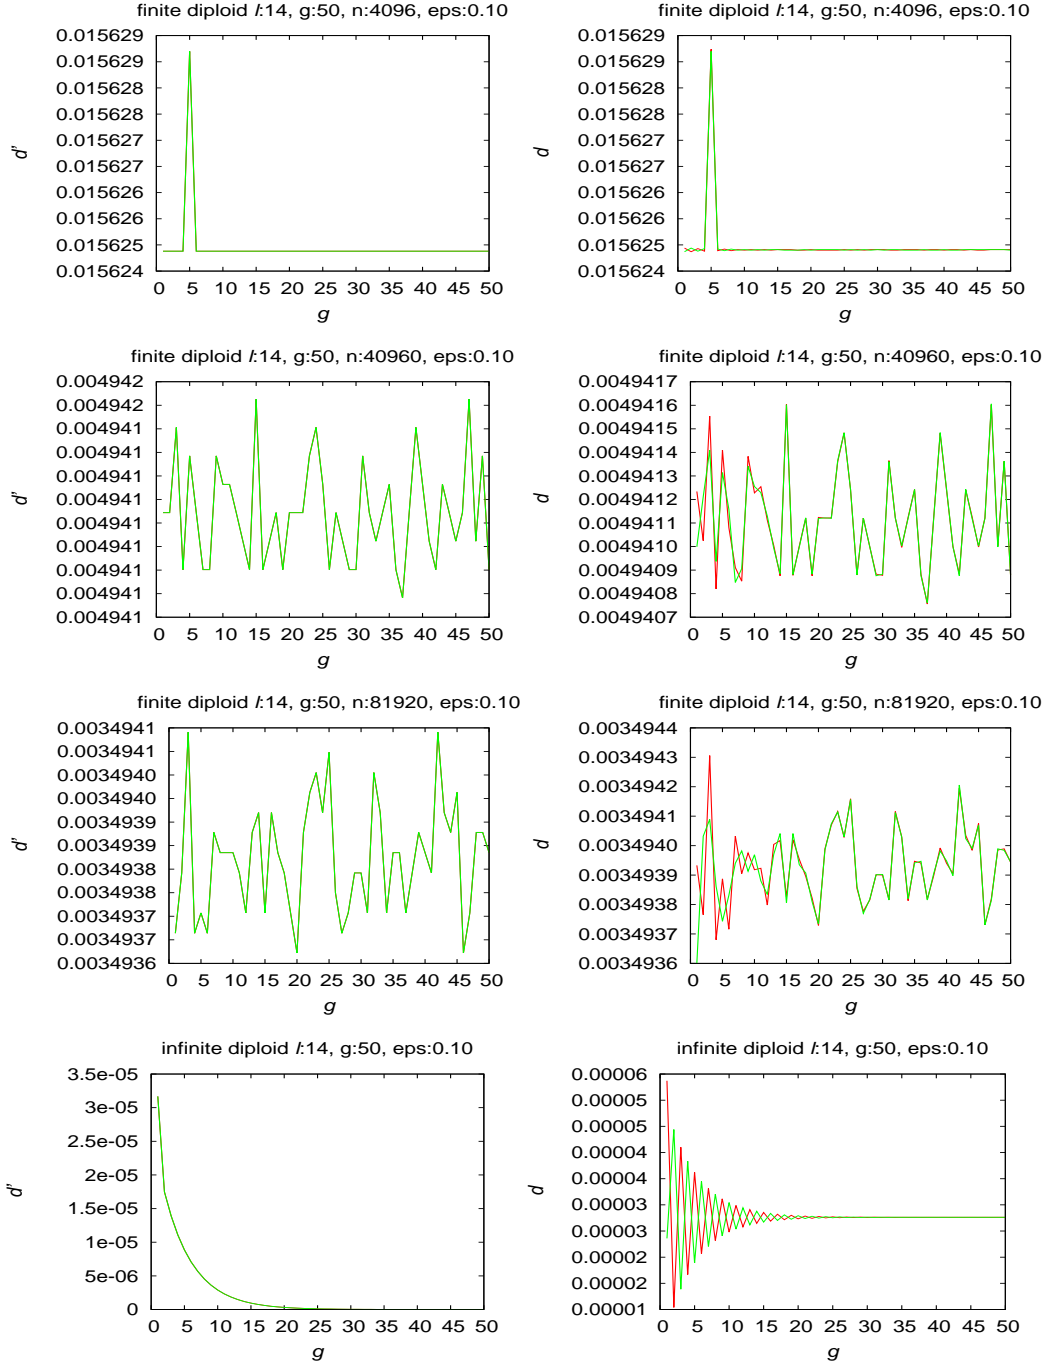 finite diploid l:14, g:50, n:4096, eps:0.10
0.015629
0.015629
0.015628
0.015628
0.015627
0.015627
0.015626
0.015626
0.015625
0.015624
d'
0 5 10 15 20 25 30 35 40 45 50
g
finite diploid l:14, g:50, n:4096, eps:0.10
0.015629
0.015629
0.015628
0.015628
0.015627
0.015627
0.015626
0.015626
0.015625
0.015624
d
0 5 10 15 20 25 30 35 40 45 50
g
finite diploid l:14, g:50, n:40960, eps:0.10
0.004942
0.004942
0.004941
0.004941
0.004941
0.004941
0.004941
0.004941
0.004941
0.004941
0.004941
d'
0 5 10 15 20 25 30 35 40 45 50
g
finite diploid l:14, g:50, n:40960, eps:0.10
0.0049417
0.0049416
0.0049415
0.0049414
0.0049413
0.0049412
0.0049411
0.0049410
0.0049409
0.0049408
0.0049407
d
0 5 10 15 20 25 30 35 40 45 50
g
finite diploid l:14, g:50, n:81920, eps:0.10
0.0034941
0.0034941
0.0034940
0.0034940
0.0034939
0.0034939
0.0034938
0.0034938
0.0034937
0.0034937
0.0034936
d'
0 5 10 15 20 25 30 35 40 45 50
g
finite diploid l:14, g:50, n:81920, eps:0.10
0.0034944
0.0034943
0.0034942
0.0034941
0.0034940
0.0034939
0.0034938
0.0034937
0.0034936
d
0 5 10 15 20 25 30 35 40 45 50
g
infinite diploid l:14, g:50, eps:0.10
3.5e-05
3e-05
2.5e-05
2e-05
1.5e-05
1e-05
5e-06
0
d'
0 5 10 15 20 25 30 35 40 45 50
g
infinite diploid l:14, g:50, eps:0.10
0.00006
0.00005
0.00005
0.00004
0.00004
0.00003
0.00003
0.00002
0.00002
0.00001
d
0 5 10 15 20 25 30 35 40 45 50
g